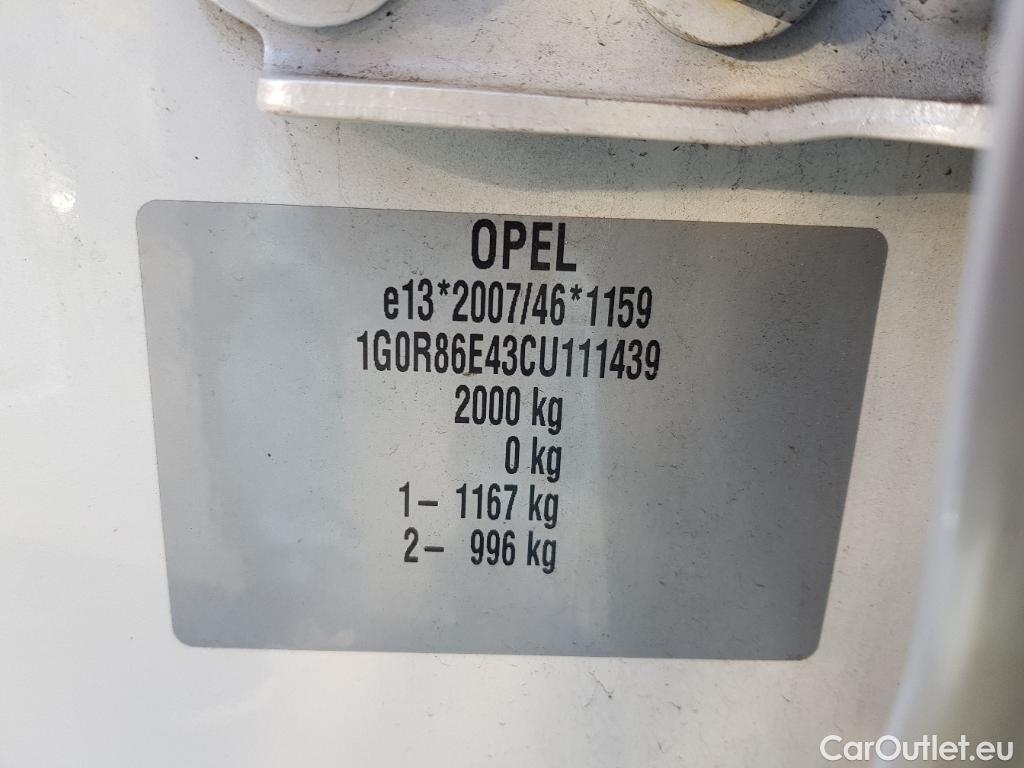 OPEL
e13*2007/46*1159
1G0R86E43CU111439
2000 kg
0 kg
1– 1167 kg
2– 996 kg
CarOutlet.eu